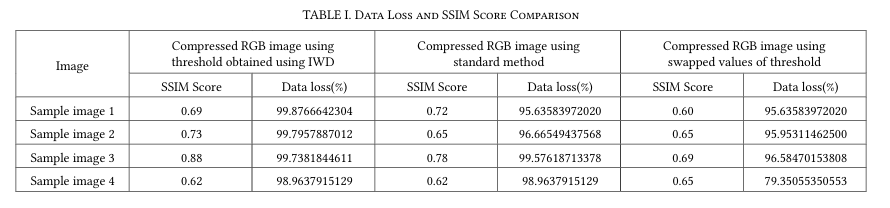 TABLE I. Data Loss and SSIM Score Comparison
Image
Compressed RGB image using threshold obtained using IWD
Compressed RGB image using standard method
Compressed RGB image using swapped values of threshold
SSIM Score Data loss(%) SSIM Score Data loss(%) SSIM Score Data loss(%)
Sample image 1 0.69 99.8766642304 0.72 95.63583972020 0.60 95.63583972020
Sample image 2 0.73 99.7957887012 0.65 96.66549437568 0.65 95.95311462500
Sample image 3 0.88 99.7381844611 0.78 99.57618713378 0.69 96.58470153808
Sample image 4 0.62 98.9637915129 0.62 98.9637915129 0.65 79.35055350553